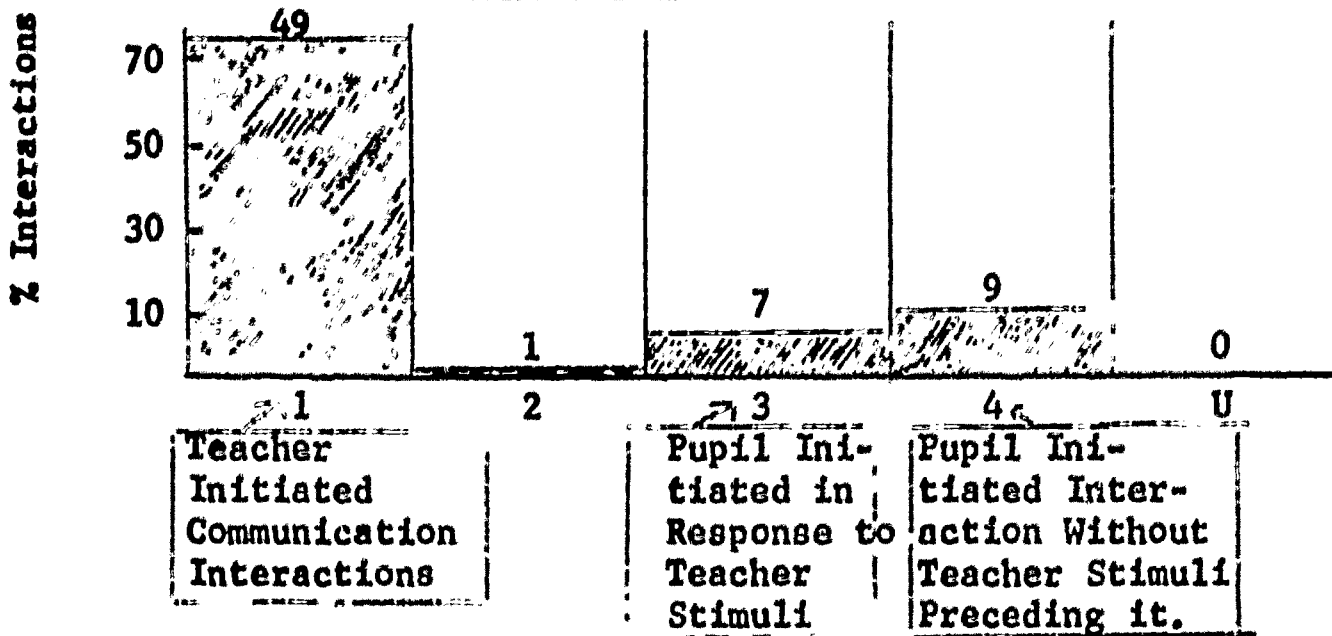 % Interactions
49
70
50
30
10
1
7
9
0
1
2
3
4
U
Teacher
Initiated
Communication
Interactions
Pupil Ini-
tiated in
Response to
Teacher
Stimuli
Pupil Ini-
tiated Inter-
action Without
Teacher Stimuli
Preceding it.